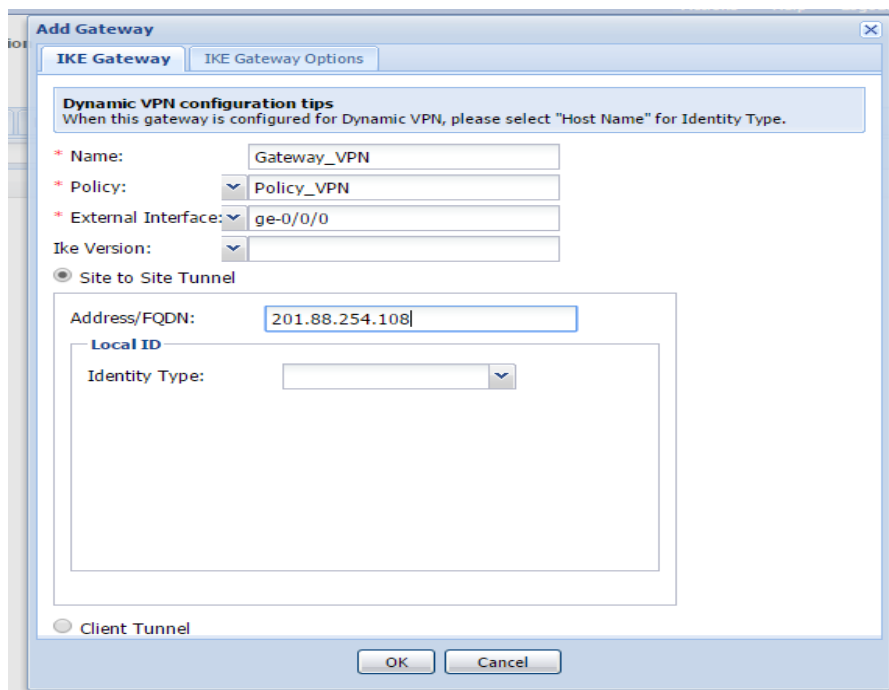 Add Gateway
IKE Gateway IKE Gateway Options
Dynamic VPN configuration tips
When this gateway is configured for Dynamic VPN, please select "Host Name" for Identity Type.
* Name: Gateway_VPN
* Policy: Policy_VPN
* External Interface: ge-0/0/0
Ike Version:
Site to Site Tunnel
Address/FQDN: 201.88.254.108
Local ID
Identity Type:
Client Tunnel
OK Cancel